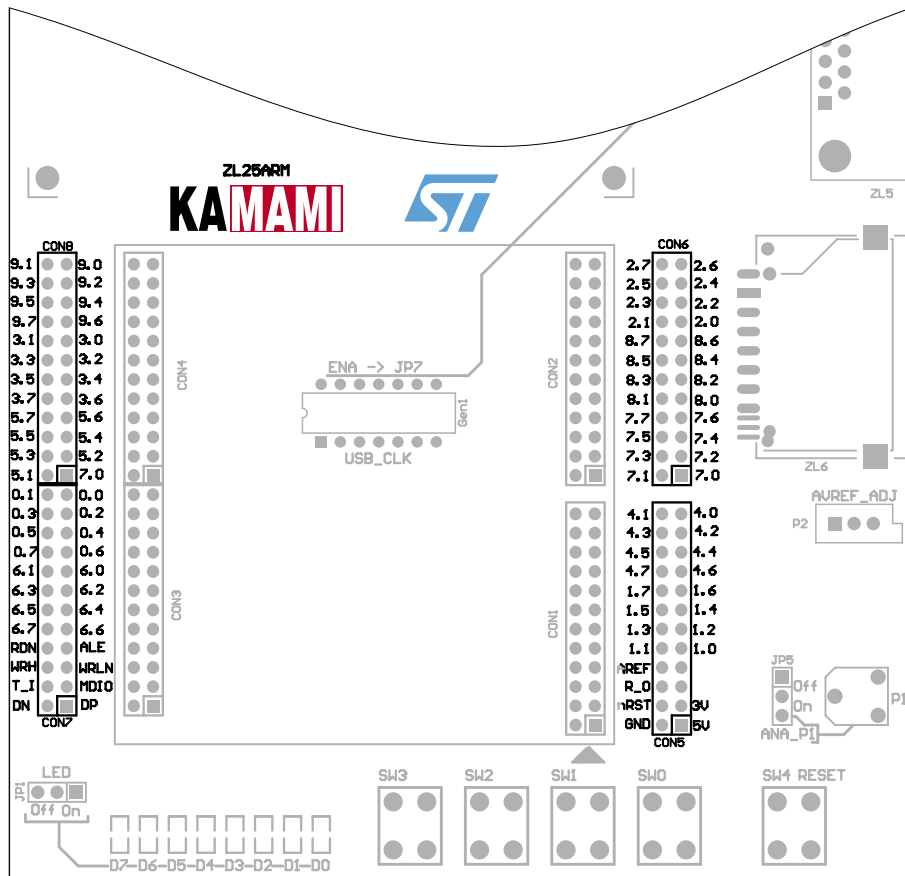 ZL25ARM
KAMAMI
ST
ZL5
CON8
CON6
9.1 9.0
9.3 9.2
9.5 9.4
9.7 9.6
3.1 3.0
3.3 3.2
3.5 3.4
3.7 3.6
5.7 5.6
5.5 5.4
5.3 5.2
5.1 7.0
0.1 0.0
0.3 0.2
0.5 0.4
0.7 0.6
6.1 6.0
6.3 6.2
6.5 6.4
6.7 6.6
RDN ALE
WRH WRLN
T_I MDIO
DN DP
CON7
CON4
CON3
ENA -> JP7
Gen1
USB_CLK
CON2
CON1
2.7 2.6
2.5 2.4
2.3 2.2
2.1 2.0
8.7 8.6
8.5 8.4
8.3 8.2
8.1 8.0
7.7 7.6
7.5 7.4
7.3 7.2
7.1 7.0
4.1 4.0
4.3 4.2
4.5 4.4
4.7 4.6
1.7 1.6
1.5 1.4
1.3 1.2
1.1 1.0
R_O
nRST 3V
GND 5V
CON5
ZL6
AVREF_ADJ
P2
JP5
Off
On
ANA_P1
P1
LED
JP1
Off On
D7 D6 D5 D4 D3 D2 D1 D0
SW3 SW2 SW1 SW0 SW4 RESET